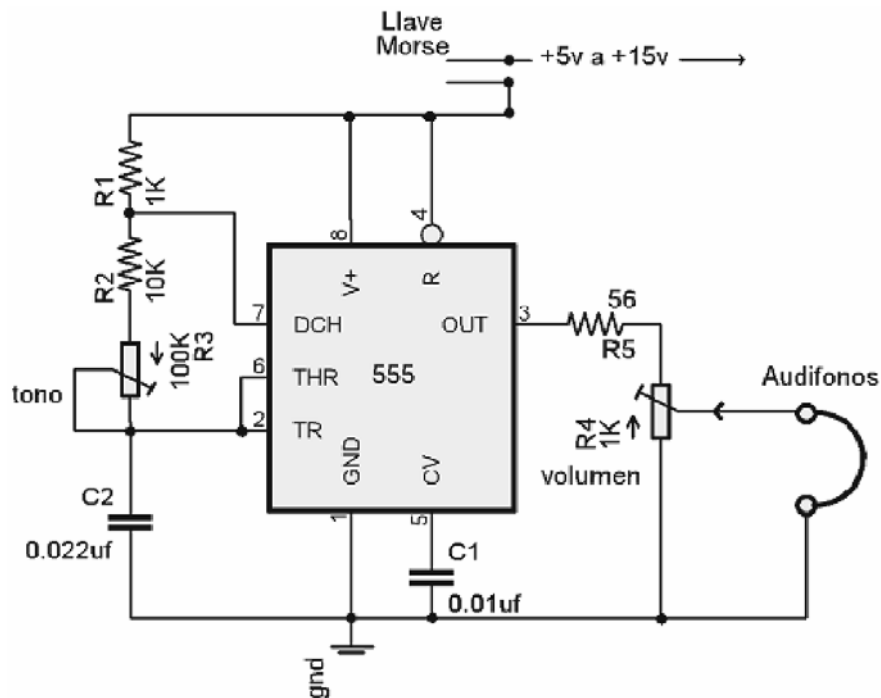 Llave
Morse
+5v a +15v
R1
1K
R2
10K
100K
R3
tono
C2
0.022uf
8
4
V+
R
7
DCH
6
THR
2
TR
555
OUT
3
GND
CV
1
5
C1
0.01uf
gnd
56
R5
R4
1K
volumen
Audifonos